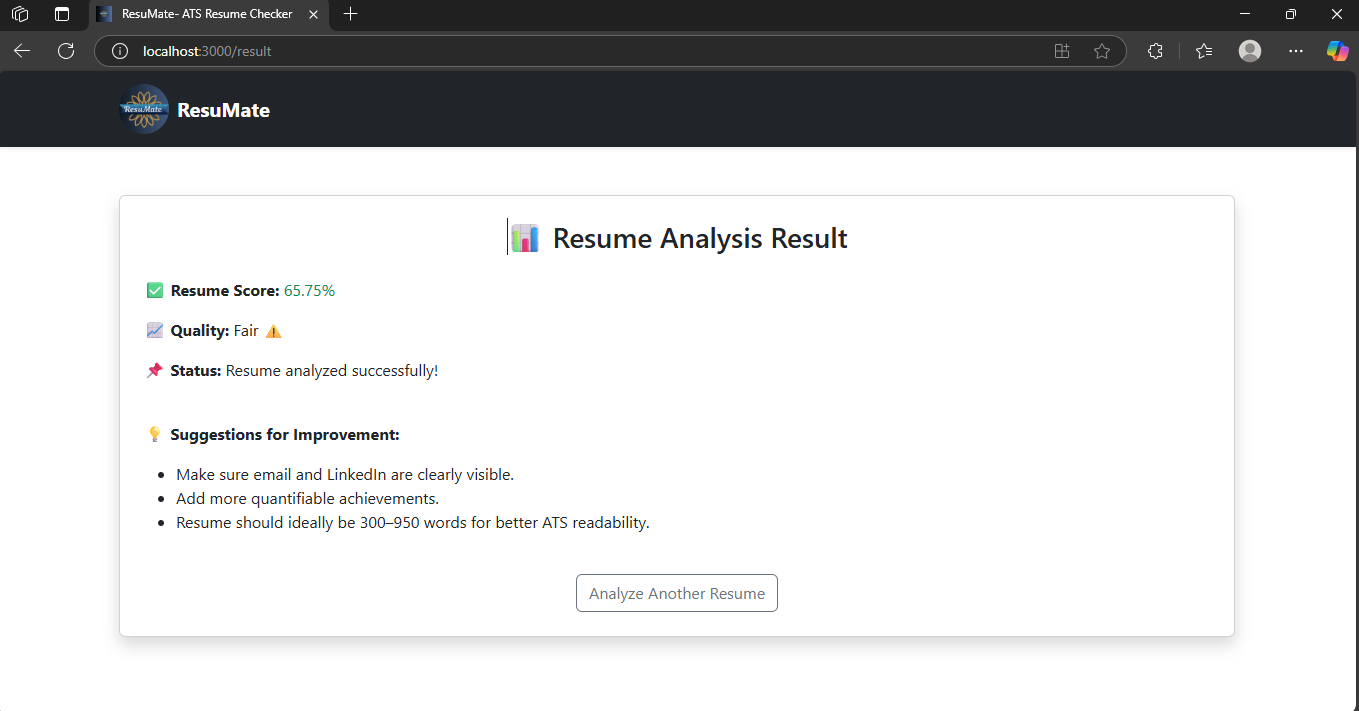 ResuMate- ATS Resume Checker
localhost:3000/result
ResuMate
ResuMate
Resume Analysis Result
Resume Score: 65.75%
Quality: Fair
Status: Resume analyzed successfully!
Suggestions for Improvement:
• Make sure email and LinkedIn are clearly visible.
• Add more quantifiable achievements.
• Resume should ideally be 300–950 words for better ATS readability.
Analyze Another Resume